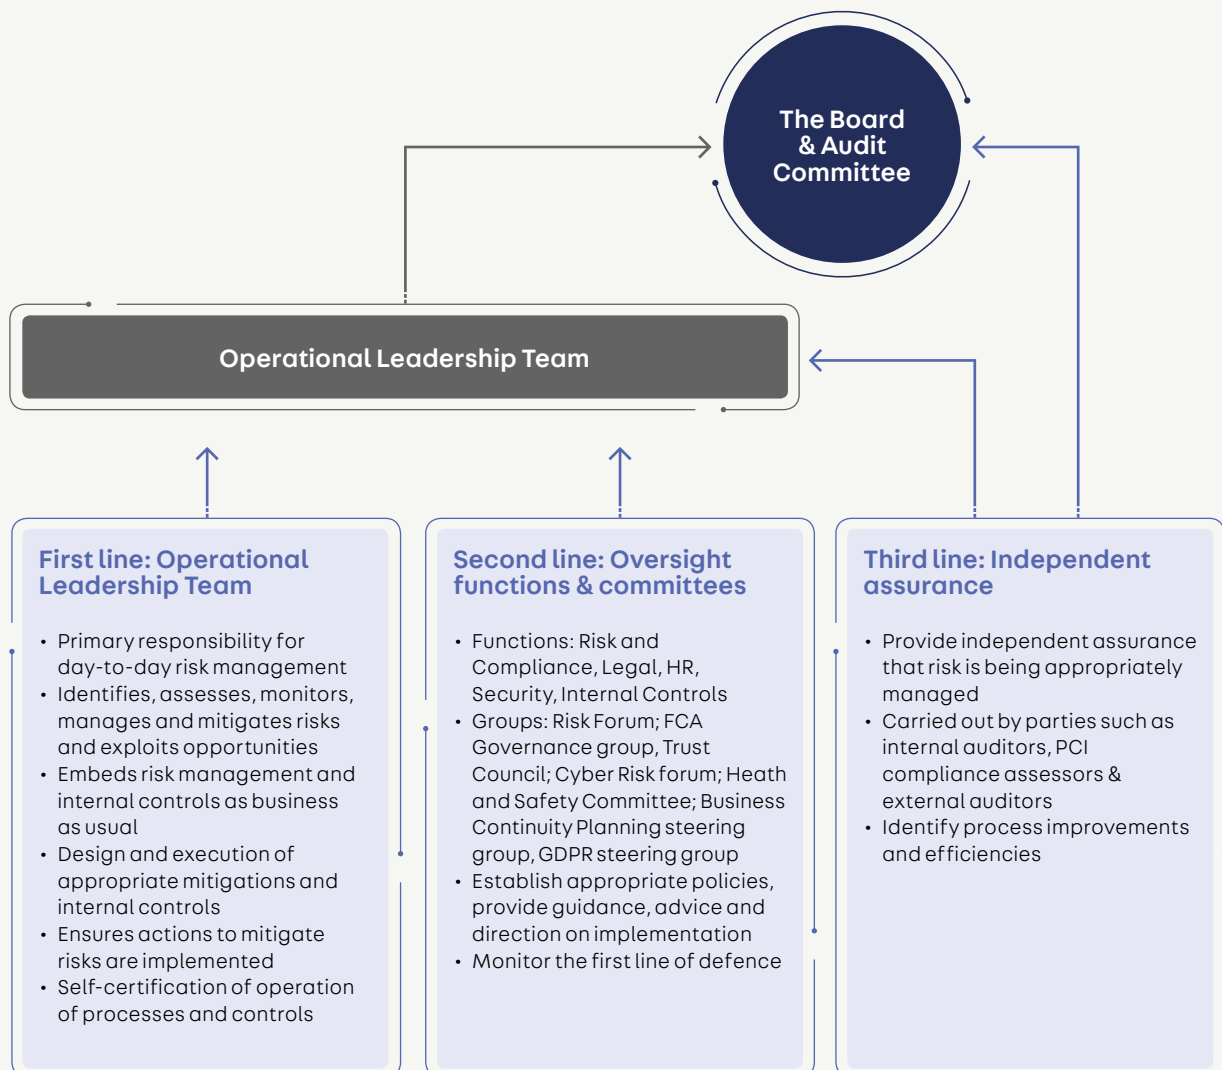 The Board
& Audit
Committee
Operational Leadership Team
First line: Operational
Leadership Team
• Primary responsibility for
day-to-day risk management
• Identifies, assesses, monitors,
manages and mitigates risks
and exploits opportunities
• Embeds risk management and
internal controls as business
as usual
• Design and execution of
appropriate mitigations and
internal controls
• Ensures actions to mitigate
risks are implemented
• Self-certification of operation
of processes and controls
Second line: Oversight
functions & committees
• Functions: Risk and
Compliance, Legal, HR,
Security, Internal Controls
• Groups: Risk Forum; FCA
Governance group, Trust
Council; Cyber Risk forum; Heath
and Safety Committee; Business
Continuity Planning steering
group, GDPR steering group
• Establish appropriate policies,
provide guidance, advice and
direction on implementation
• Monitor the first line of defence
Third line: Independent
assurance
• Provide independent assurance
that risk is being appropriately
managed
• Carried out by parties such as
internal auditors, PCI
compliance assessors &
external auditors
• Identify process improvements
and efficiencies